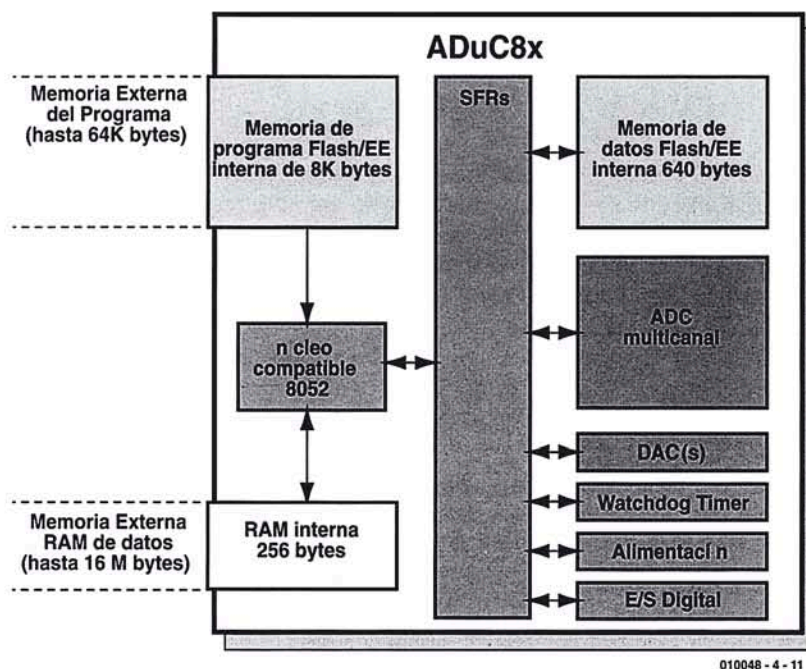 ADuC8x
Memoria Externa
del Programa
(hasta 64K bytes)
Memoria de
programa Flash/EE
interna de 8K bytes
SFRs
Memoria de
datos Flash/EE
interna 640 bytes
n cleo
compatible
8052
ADC
multicanal
DAC(s)
Watchdog Timer
Alimentací n
E/S Digital
Memoria Externa
RAM de datos
(hasta 16 M bytes)
RAM interna
256 bytes
010048 - 4 - 11